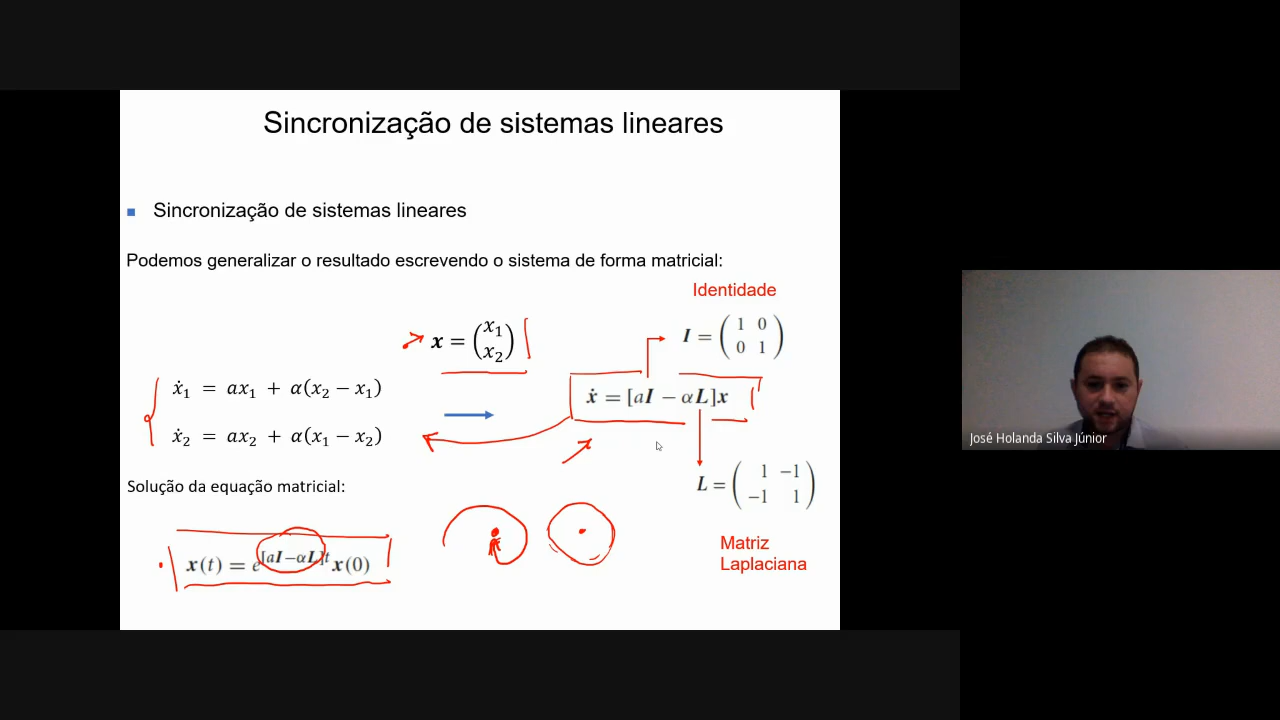 Sincronização de sistemas lineares
Sincronização de sistemas lineares
Podemos generalizar o resultado escrevendo o sistema de forma matricial:
Identidade
x = (x₁ x₂)
I = (1 0 0 1)
ẋ₁ = ax₁ + α(x₂ − x₁)
ẋ = [aI − αL]x
ẋ₂ = ax₂ + α(x₁ − x₂)
José Holanda Silva Júnior
Solução da equação matricial:
L = (1 −1 −1 1)
Matriz
Laplaciana
x(t) = e^[aI−αL]t x(0)